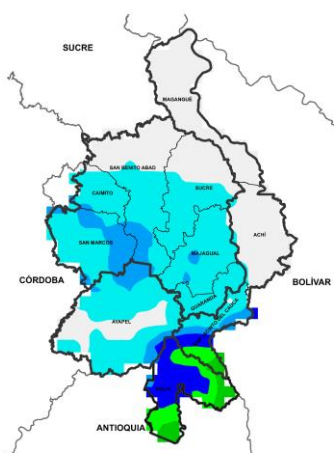 SUCRE
MAGANGUÉ
SAN BENITO ABAD
CAIMITO
SUCRE
SAN MARCOS
MAJAGUAL
ACHÍ
CÓRDOBA
BOLÍVAR
GUARANDA
AYAPEL
ANTIOQUIA